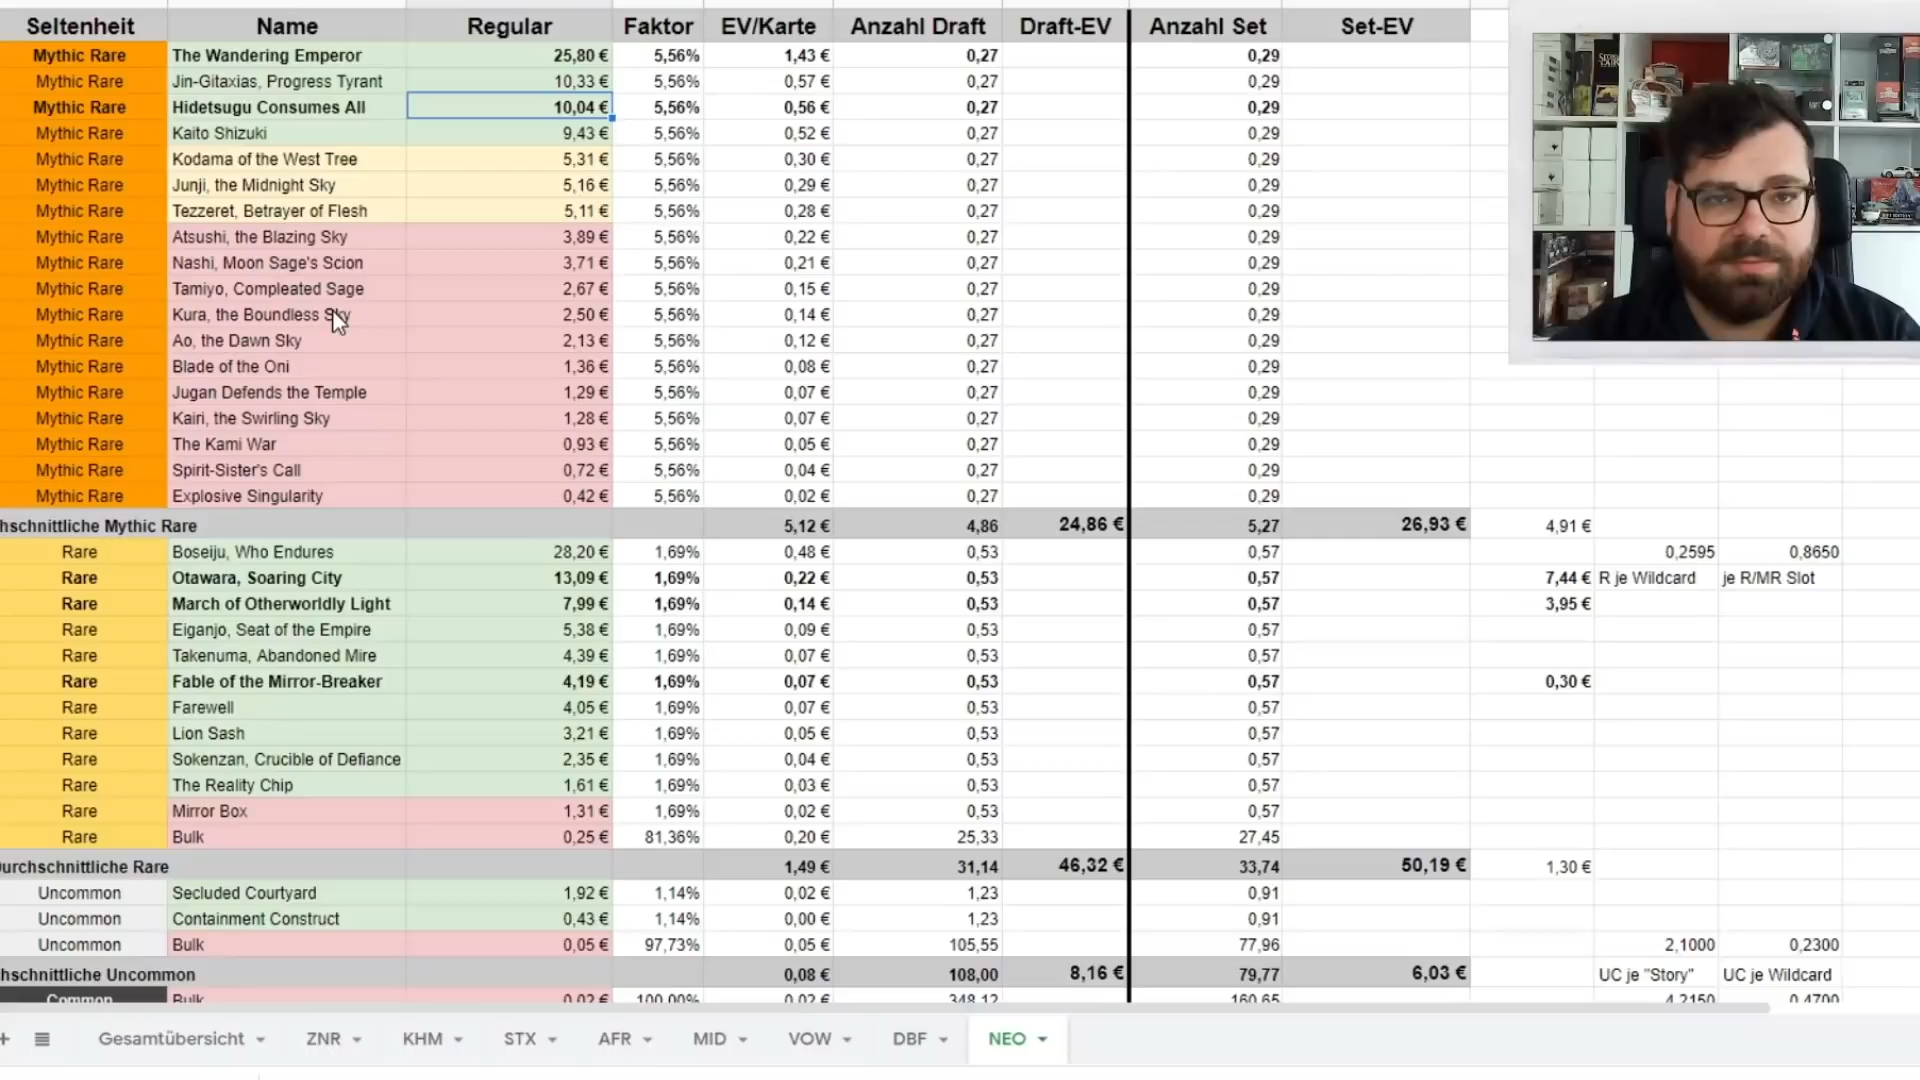 Seltenheit Name Regular Faktor EV/Karte Anzahl Draft Draft-EV Anzahl Set Set-EV
Mythic Rare The Wandering Emperor 25,80 € 5,56% 1,43 € 0,27 0,29
Mythic Rare Jin-Gitaxias, Progress Tyrant 10,33 € 5,56% 0,57 € 0,27 0,29
Mythic Rare Hidetsugu Consumes All 10,04 € 5,56% 0,56 € 0,27 0,29
Mythic Rare Kaito Shizuki 9,43 € 5,56% 0,52 € 0,27 0,29
Mythic Rare Kodama of the West Tree 5,31 € 5,56% 0,30 € 0,27 0,29
Mythic Rare Junji, the Midnight Sky 5,16 € 5,56% 0,29 € 0,27 0,29
Mythic Rare Tezzeret, Betrayer of Flesh 5,11 € 5,56% 0,28 € 0,27 0,29
Mythic Rare Atsushi, the Blazing Sky 3,89 € 5,56% 0,22 € 0,27 0,29
Mythic Rare Nashi, Moon Sage's Scion 3,71 € 5,56% 0,21 € 0,27 0,29
Mythic Rare Tamiyo, Compleated Sage 2,67 € 5,56% 0,15 € 0,27 0,29
Mythic Rare Kura, the Boundless Sky 2,50 € 5,56% 0,14 € 0,27 0,29
Mythic Rare Ao, the Dawn Sky 2,13 € 5,56% 0,12 € 0,27 0,29
Mythic Rare Blade of the Oni 1,36 € 5,56% 0,08 € 0,27 0,29
Mythic Rare Jugan Defends the Temple 1,29 € 5,56% 0,07 € 0,27 0,29
Mythic Rare Kairi, the Swirling Sky 1,28 € 5,56% 0,07 € 0,27 0,29
Mythic Rare The Kami War 0,93 € 5,56% 0,05 € 0,27 0,29
Mythic Rare Spirit-Sister's Call 0,72 € 5,56% 0,04 € 0,27 0,29
Mythic Rare Explosive Singularity 0,42 € 5,56% 0,02 € 0,27 0,29
hschnittliche Mythic Rare 5,12 € 4,86 24,86 € 5,27 26,93 € 4,91 €
Rare Boseiju, Who Endures 28,20 € 1,69% 0,48 € 0,53 0,57 0,2595 0,8650
Rare Otawara, Soaring City 13,09 € 1,69% 0,22 € 0,53 0,57 7,44 € R je Wildcard je R/MR Slot
Rare March of Otherworldly Light 7,99 € 1,69% 0,14 € 0,53 0,57 3,95 €
Rare Eiganjo, Seat of the Empire 5,38 € 1,69% 0,09 € 0,53 0,57
Rare Takenuma, Abandoned Mire 4,39 € 1,69% 0,07 € 0,53 0,57
Rare Fable of the Mirror-Breaker 4,19 € 1,69% 0,07 € 0,53 0,57 0,30 €
Rare Farewell 4,05 € 1,69% 0,07 € 0,53 0,57
Rare Lion Sash 3,21 € 1,69% 0,05 € 0,53 0,57
Rare Sokenzan, Crucible of Defiance 2,35 € 1,69% 0,04 € 0,53 0,57
Rare The Reality Chip 1,61 € 1,69% 0,03 € 0,53 0,57
Rare Mirror Box 1,31 € 1,69% 0,02 € 0,53 0,57
Rare Bulk 0,25 € 81,36% 0,20 € 25,33 27,45
urchschnittliche Rare 1,49 € 31,14 46,32 € 33,74 50,19 € 1,30 €
Uncommon Secluded Courtyard 1,92 € 1,14% 0,02 € 1,23 0,91
Uncommon Containment Construct 0,43 € 1,14% 0,00 € 1,23 0,91
Uncommon Bulk 0,05 € 97,73% 0,05 € 105,55 77,96 2,1000 0,2300
hschnittliche Uncommon 0,08 € 108,00 8,16 € 79,77 6,03 € UC je "Story" UC je Wildcard
Common Bulk 0,02 € 100,00% 0,02 € 348,12 160,65 4,2150 0,4700
Gesamtübersicht ZNR KHM STX AFR MID VOW DBF NEO